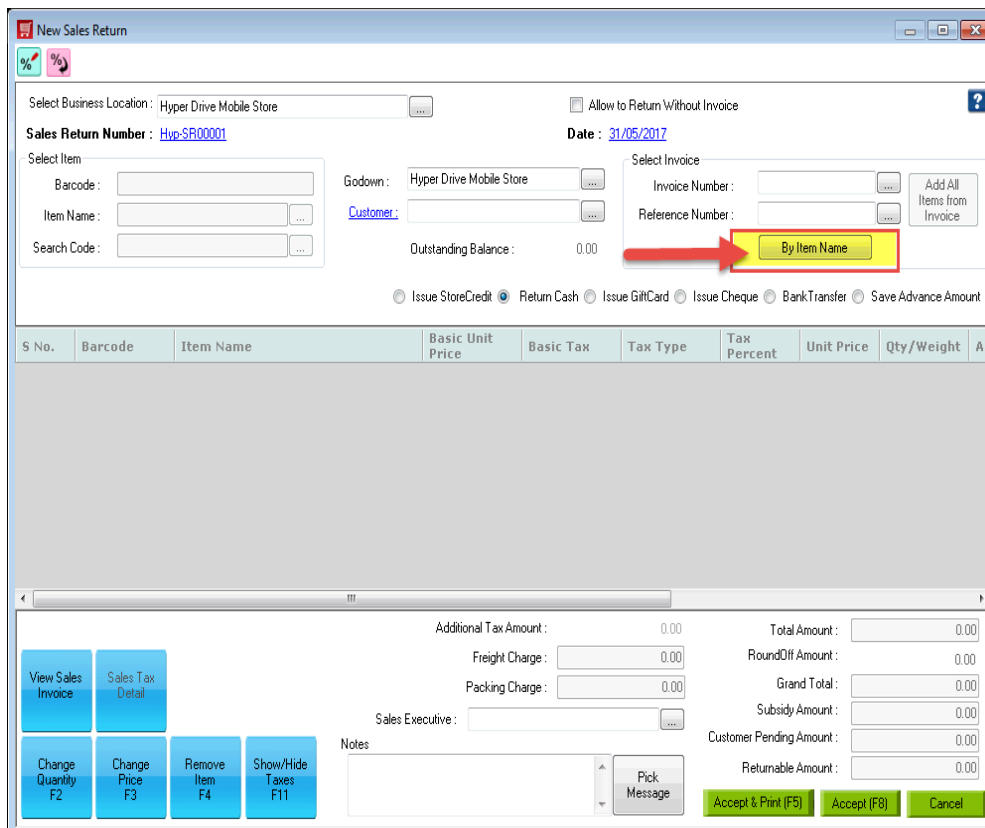 New Sales Return
Select Business Location : Hyper Drive Mobile Store ... Allow to Return Without Invoice ?
Sales Return Number : Hyp-SR00001 Date : 31/05/2017
Select Item
Barcode :
Item Name : ...
Search Code : ...
Godown : Hyper Drive Mobile Store ...
Customer : ...
Outstanding Balance : 0.00
Select Invoice
Invoice Number : ...
Reference Number : ...
Add All
Items from
Invoice
By Item Name
Issue StoreCredit Return Cash Issue GiftCard Issue Cheque BankTransfer Save Advance Amount
S No. Barcode Item Name Basic Unit Price Basic Tax Tax Type Tax Percent Unit Price Qty/Weight A
View Sales
Invoice
Sales Tax
Detail
Change
Quantity
F2
Change
Price
F3
Remove
Item
F4
Show/Hide
Taxes
F11
Additional Tax Amount : 0.00
Freight Charge : 0.00
Packing Charge : 0.00
Sales Executive : ...
Notes
Pick
Message
Total Amount : 0.00
RoundOff Amount : 0.00
Grand Total : 0.00
Subsidy Amount : 0.00
Customer Pending Amount : 0.00
Returnable Amount : 0.00
Accept & Print (F5) Accept (F8) Cancel